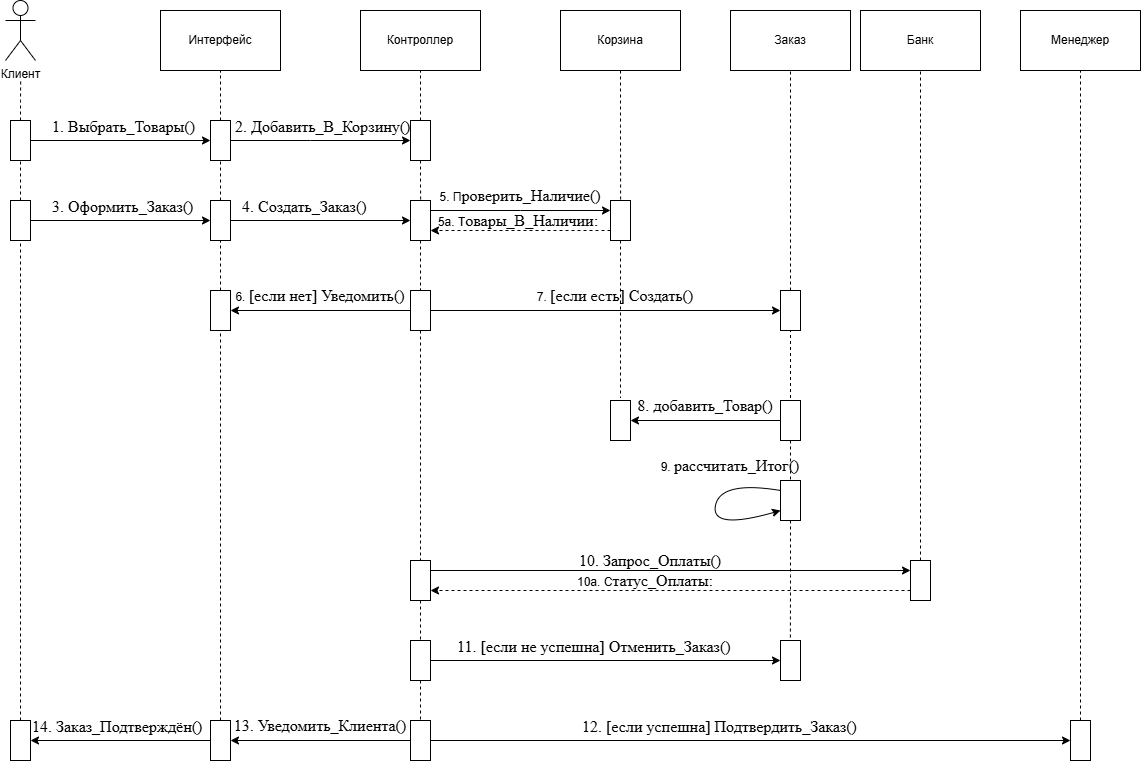 Клиент
Интерфейс
Контроллер
Корзина
Заказ
Банк
Менеджер
1. Выбрать_Товары()
2. Добавить_В_Корзину()
3. Оформить_Заказ()
4. Создать_Заказ()
5. Проверить_Наличие()
5а. Товары_В_Наличии:
6. [если нет] Уведомить()
7. [если есть] Создать()
8. добавить_Товар()
9. рассчитать_Итог()
10. Запрос_Оплаты()
10а. Статус_Оплаты:
11. [если не успешна] Отменить_Заказ()
14. Заказ_Подтверждён()
13. Уведомить_Клиента()
12. [если успешна] Подтвердить_Заказ()